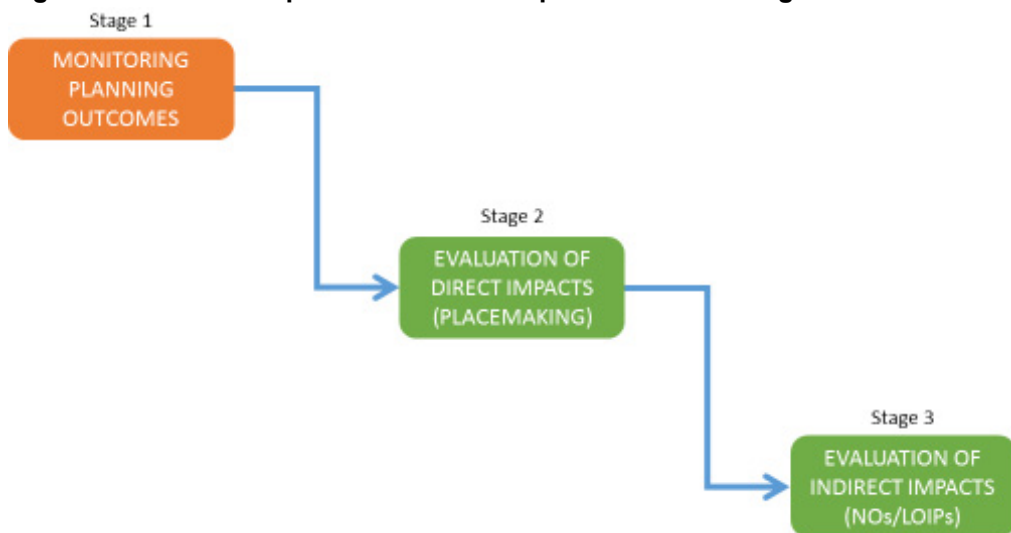 Stage 1
MONITORING
PLANNING
OUTCOMES
Stage 2
EVALUATION OF
DIRECT IMPACTS
(PLACEMAKING)
Stage 3
EVALUATION OF
INDIRECT IMPACTS
(NOs/LOIPs)